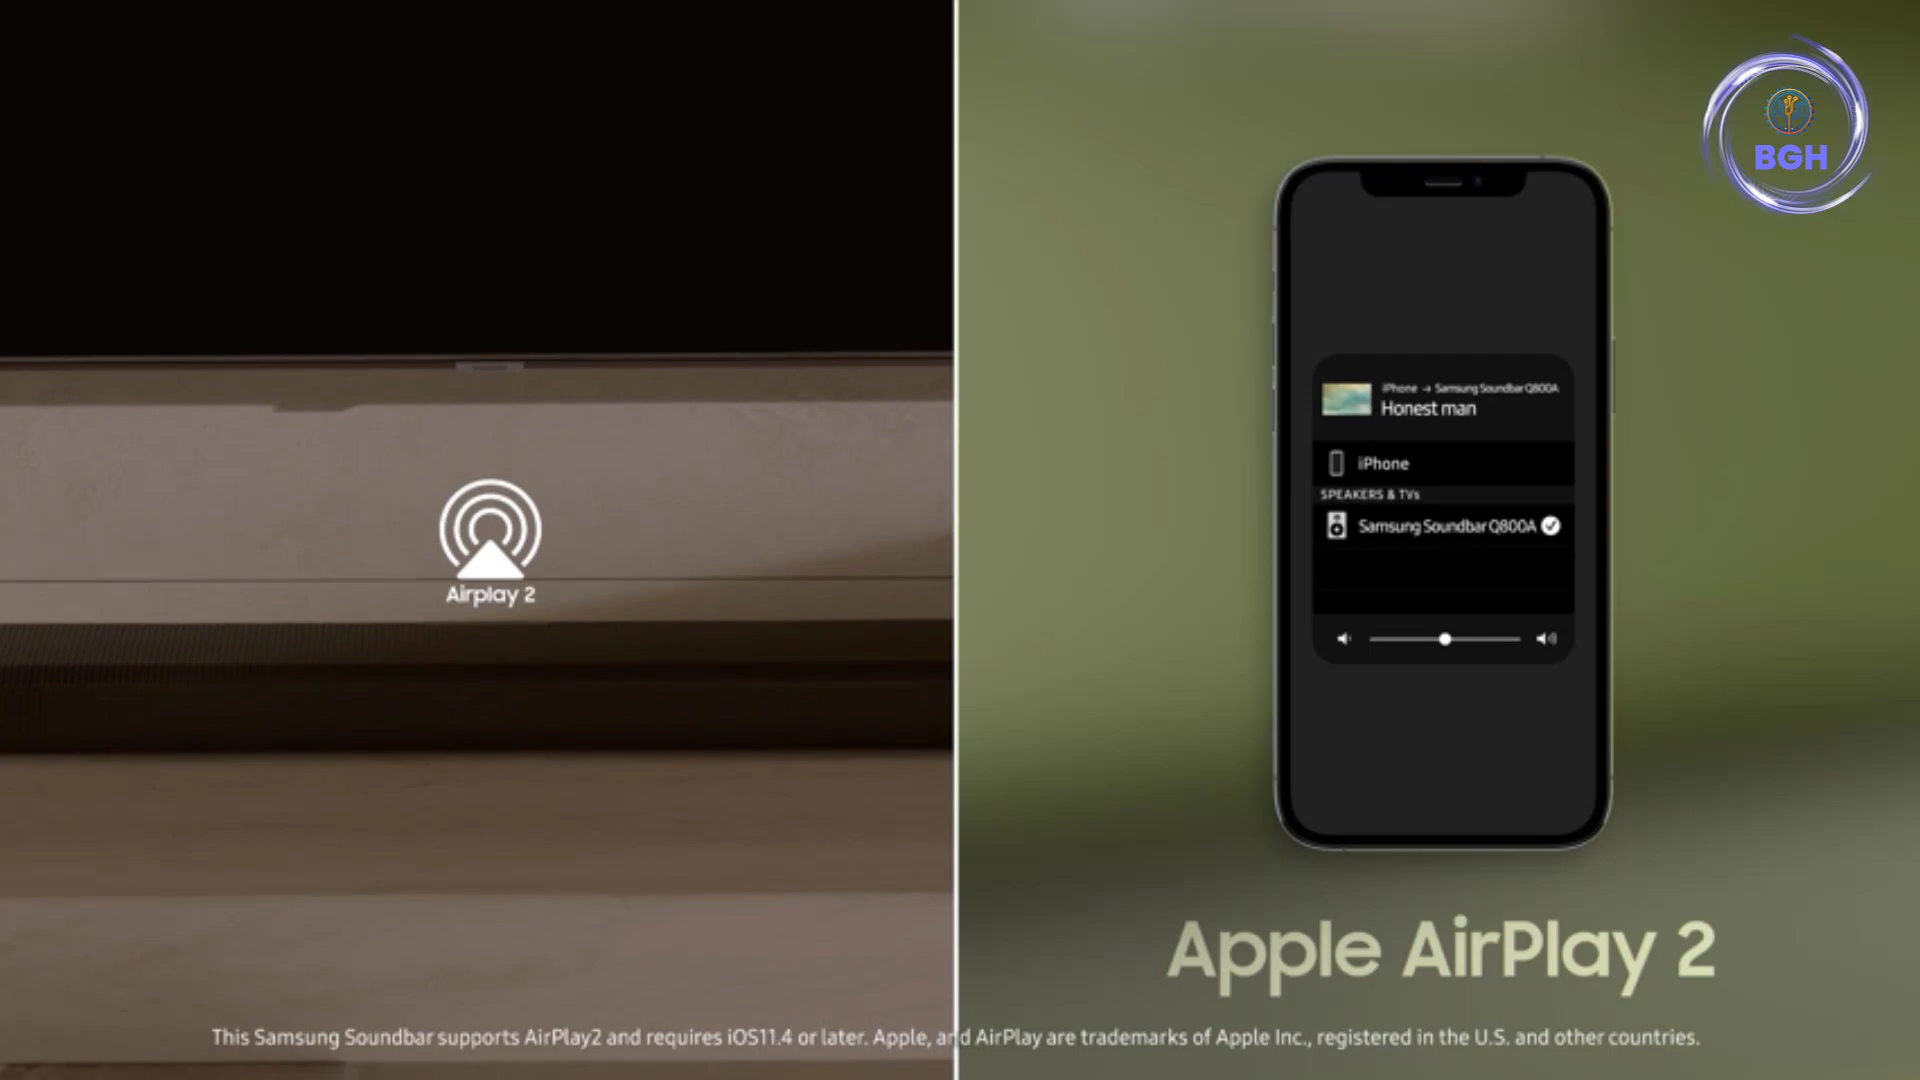 BGH
iPhone → Samsung Soundbar Q800A
Honest man
iPhone
SPEAKERS & TVs
Samsung Soundbar Q800A
Airplay 2
Apple AirPlay 2
This Samsung Soundbar supports AirPlay2 and requires iOS11.4 or later. Apple, and AirPlay are trademarks of Apple Inc., registered in the U.S. and other countries.